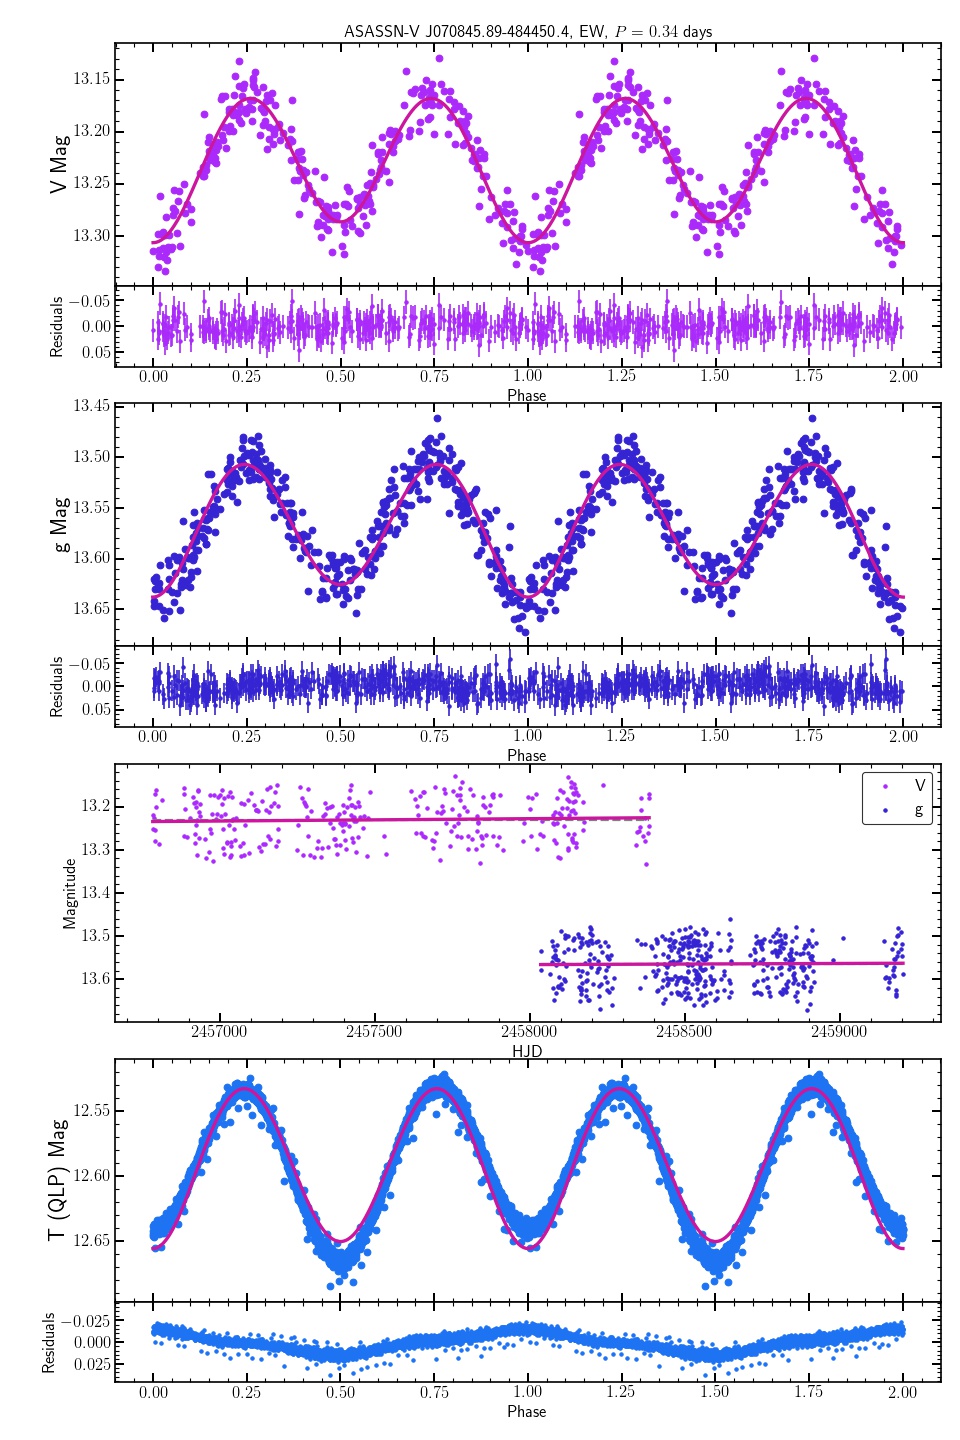 ASASSN-V J070845.89-484450.4, EW, P = 0.34 days
V Mag
13.15
13.20
13.25
13.30
Residuals
−0.05
0.00
0.05
0.00 0.25 0.50 0.75 1.00 1.25 1.50 1.75 2.00
Phase
g Mag
13.45
13.50
13.55
13.60
13.65
Residuals
−0.05
0.00
0.05
0.00 0.25 0.50 0.75 1.00 1.25 1.50 1.75 2.00
Phase
Magnitude
13.2
13.3
13.4
13.5
13.6
V
g
2457000 2457500 2458000 2458500 2459000
HJD
T (QLP) Mag
12.55
12.60
12.65
Residuals
−0.025
0.000
0.025
0.00 0.25 0.50 0.75 1.00 1.25 1.50 1.75 2.00
Phase